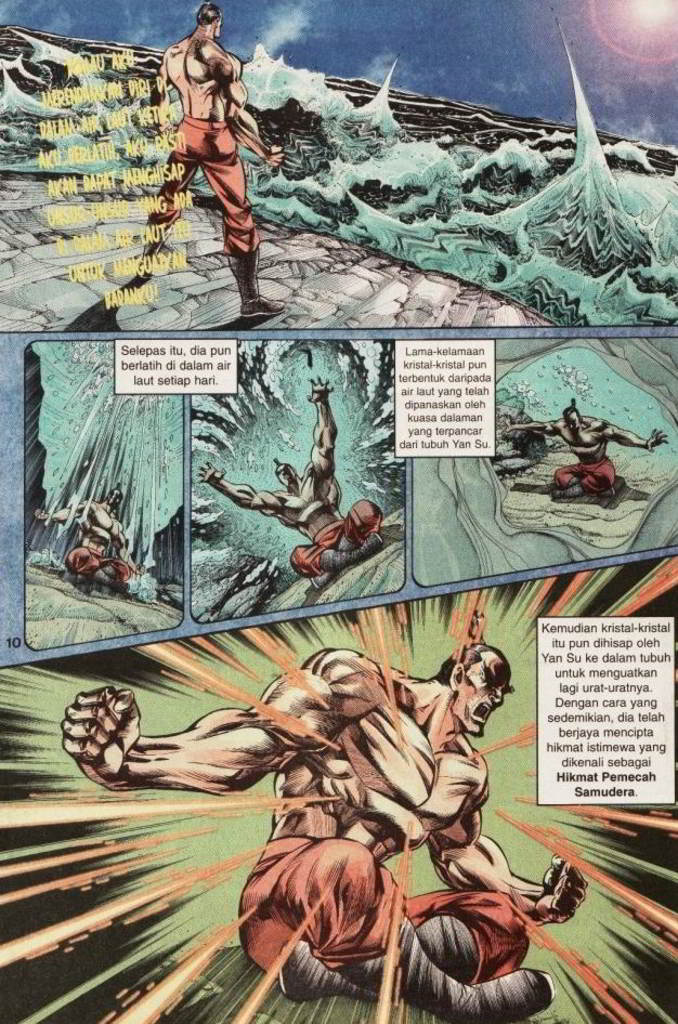 KALAU AKU
MERENDAMKAN DIRI DI
DALAM AIR LAUT KETIKA
AKU BERLATIH, AKU PASTI
AKAN DAPAT MENGHISAP
UNSUR-UNSUR YANG ADA
DI DALAM AIR LAUT ITU
UNTUK MENGUATKAN
BADANKU!
Selepas itu, dia pun
berlatih di dalam air
laut setiap hari.
Lama-kelamaan
kristal-kristal pun
terbentuk daripada
air laut yang telah
dipanaskan oleh
kuasa dalaman
yang terpancar
dari tubuh Yan Su.
10
Kemudian kristal-kristal
itu pun dihisap oleh
Yan Su ke dalam tubuh
untuk menguatkan
lagi urat-uratnya.
Dengan cara yang
sedemikian, dia telah
berjaya mencipta
hikmat istimewa yang
dikenali sebagai
Hikmat Pemecah
Samudera.